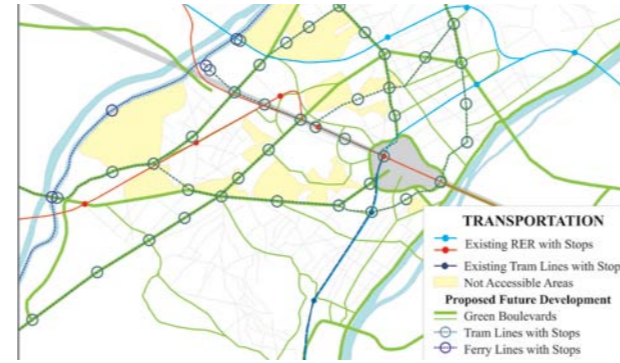 TRANSPORTATION
Existing RER with Stops
Existing Tram Lines with Stop
Not Accessible Areas
Proposed Future Development
Green Boulevards
Tram Lines with Stops
Ferry Lines with Stops